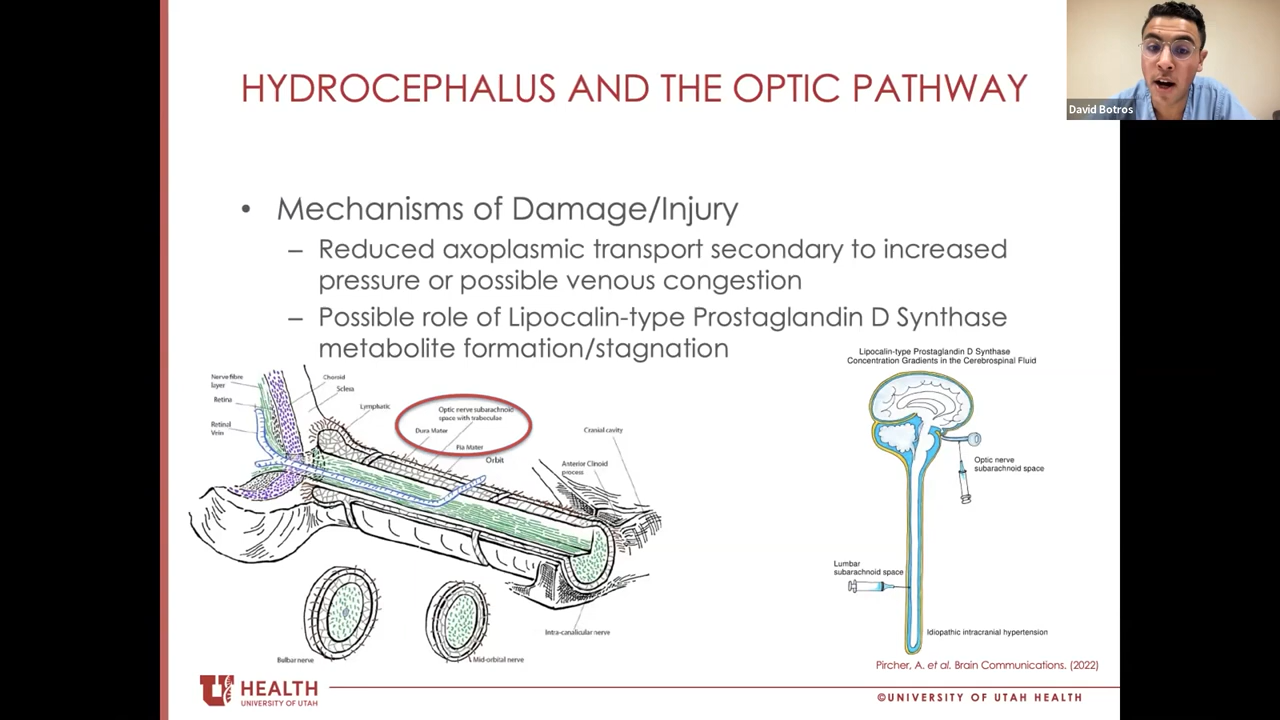 David Botros
HYDROCEPHALUS AND THE OPTIC PATHWAY
• Mechanisms of Damage/Injury
– Reduced axoplasmic transport secondary to increased
pressure or possible venous congestion
– Possible role of Lipocalin-type Prostaglandin D Synthase
metabolite formation/stagnation
Nerve fibre
layer
Retina
Retinal
Vein
Choroid
Sclera
Lymphatic
Optic nerve subarachnoid
space with trabeculae
Dura Mater
Pia Mater
Orbit
Cranial cavity
Anterior Clinoid
process
Bulbar nerve
Mid-orbital nerve
Intra-canalicular nerve
Lipocalin-type Prostaglandin D Synthase
Concentration Gradients in the Cerebrospinal Fluid
Optic nerve
subarachnoid space
Lumbar
subarachnoid space
Idiopathic intracranial hypertension
Pircher, A. et al. Brain Communications. (2022)
U HEALTH
UNIVERSITY OF UTAH
©UNIVERSITY OF UTAH HEALTH